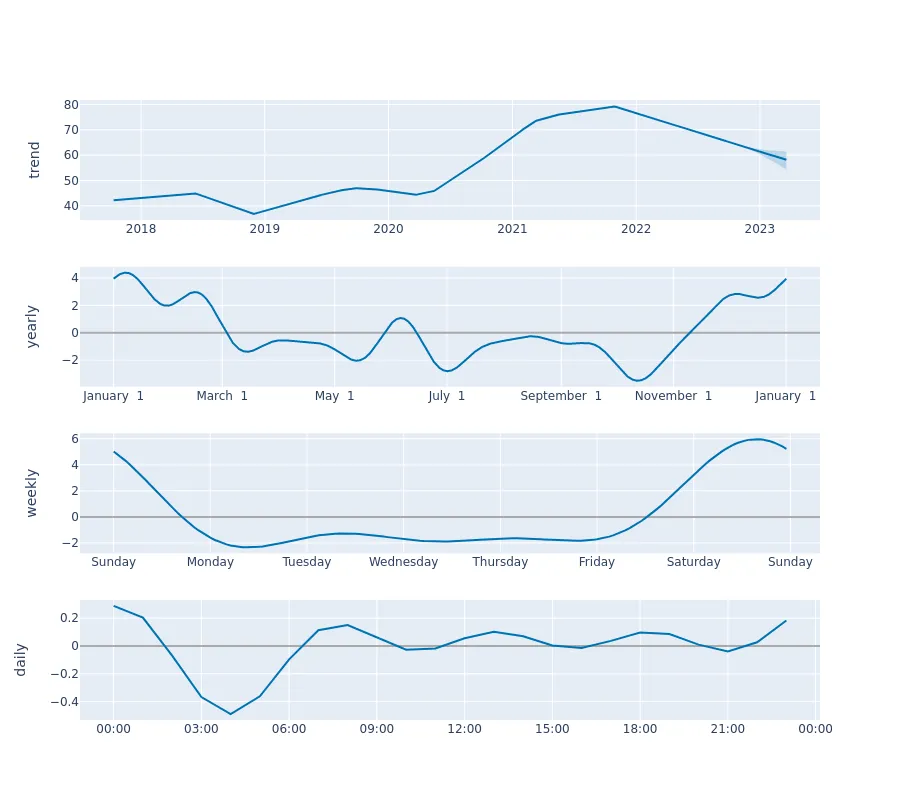 trend
80
70
60
50
40
2018 2019 2020 2021 2022 2023
yearly
4
2
0
−2
January 1 March 1 May 1 July 1 September 1 November 1 January 1
weekly
6
4
2
0
−2
Sunday Monday Tuesday Wednesday Thursday Friday Saturday Sunday
daily
0.2
0
−0.2
−0.4
00:00 03:00 06:00 09:00 12:00 15:00 18:00 21:00 00:00